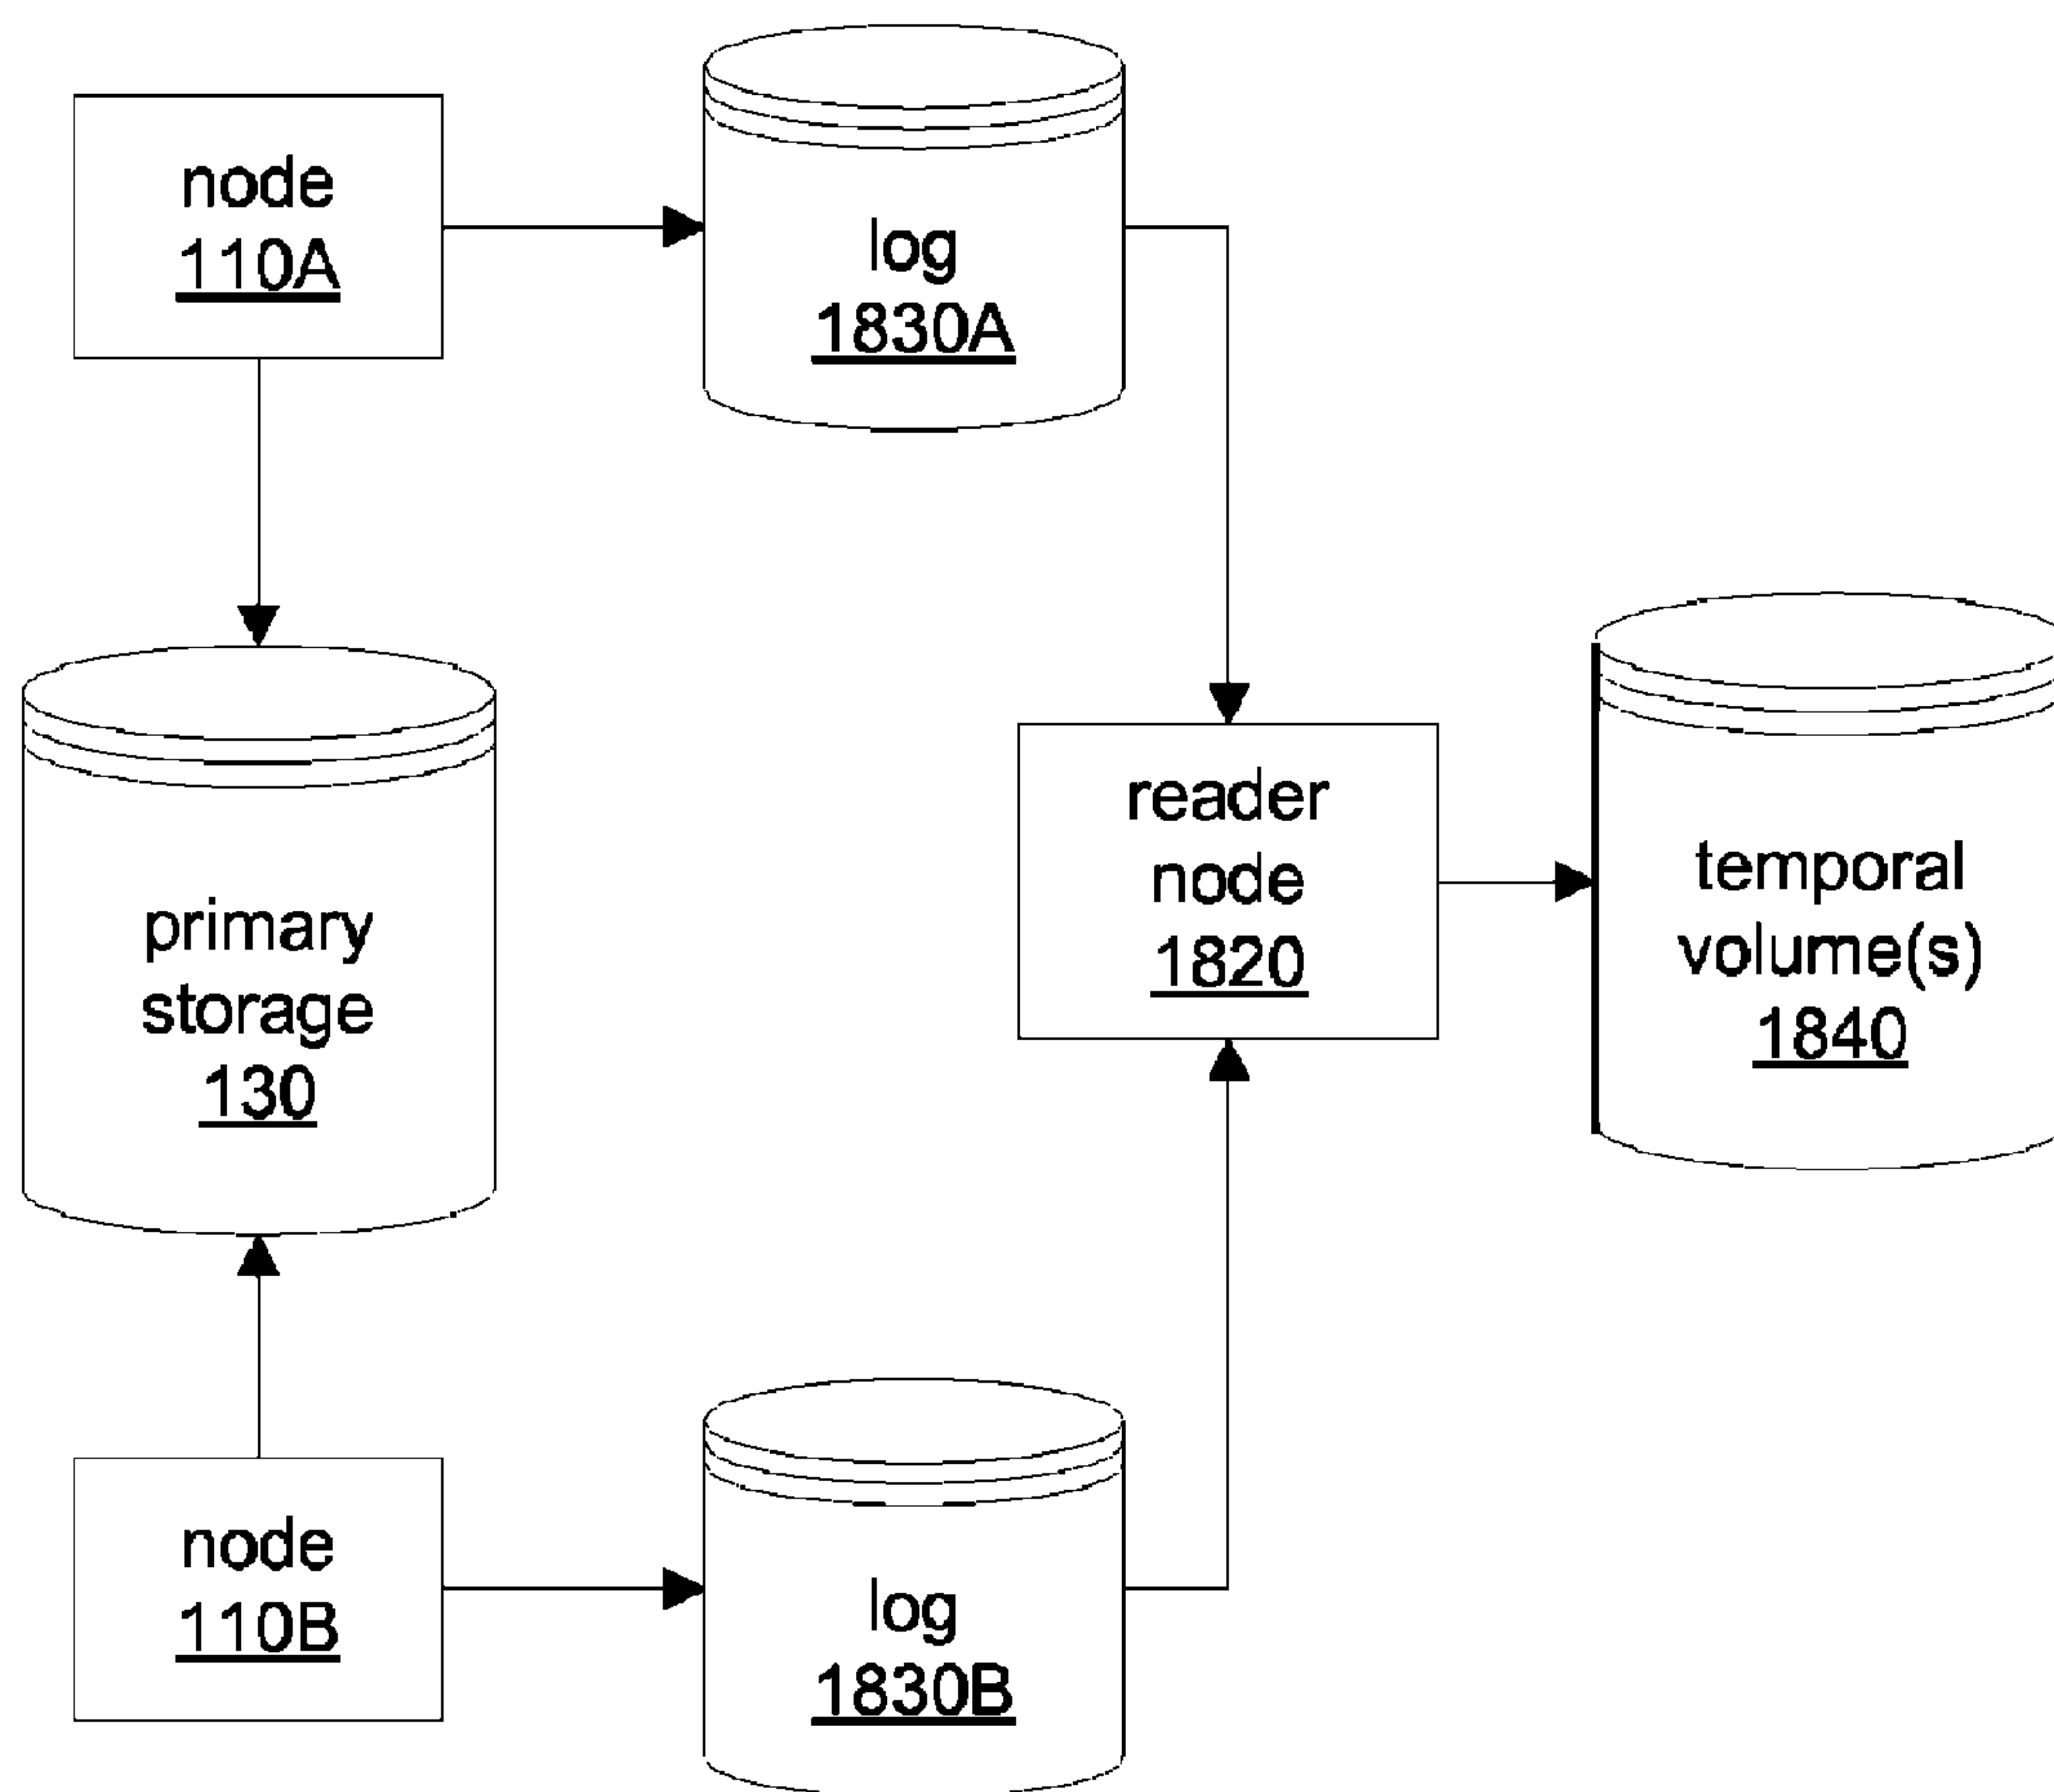 node
110A
log
1830A
primary
storage
130
reader
node
1820
temporal
volume(s)
1840
node
110B
log
1830B